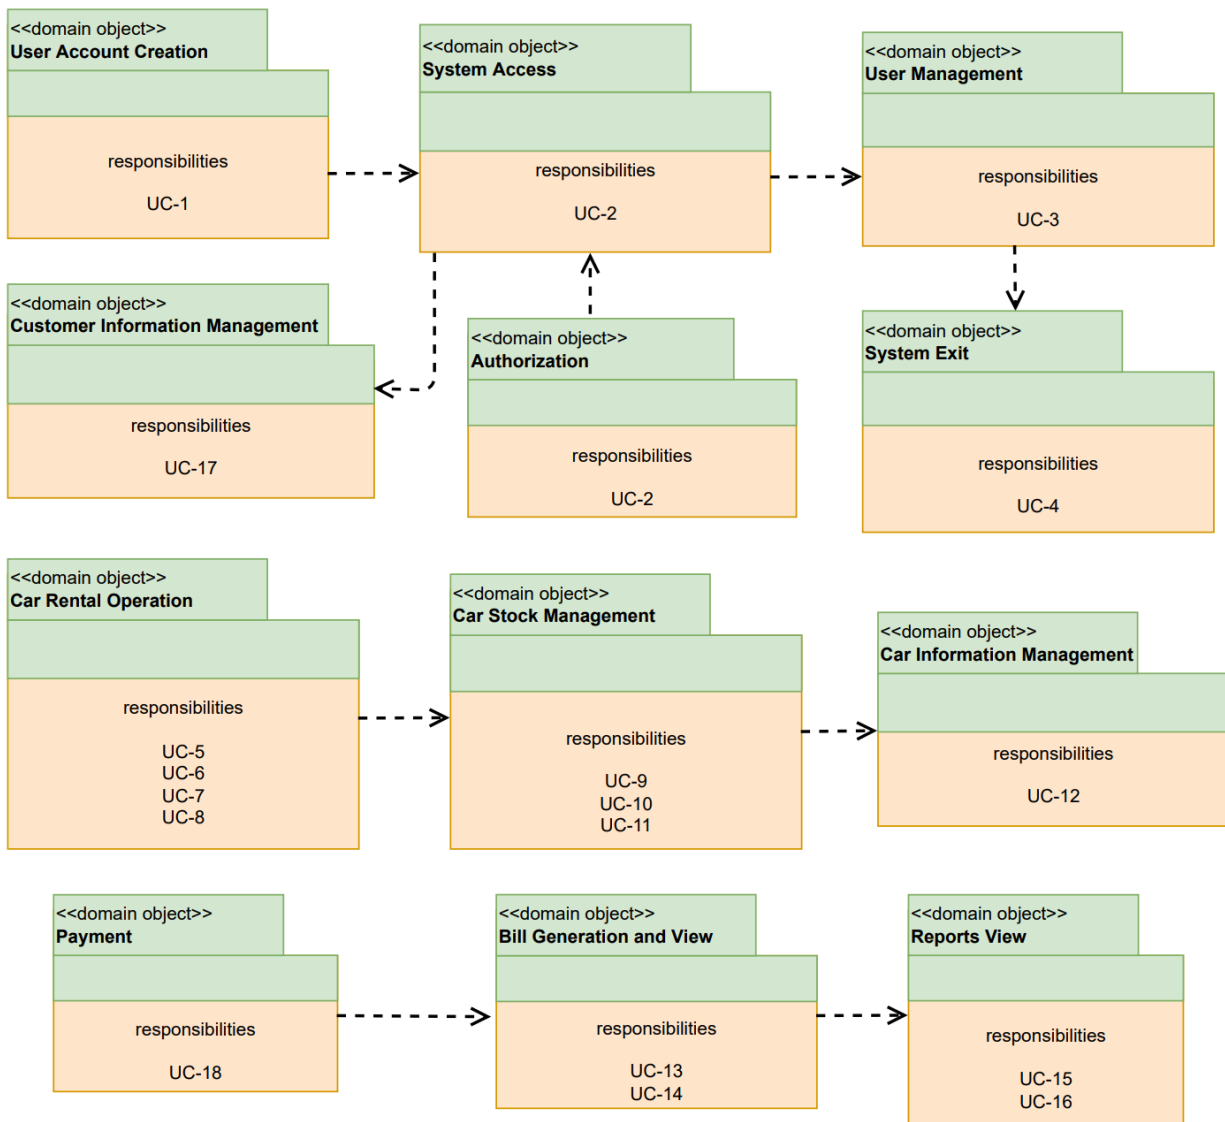 <<domain object>>
User Account Creation
responsibilities
UC-1
<<domain object>>
System Access
responsibilities
UC-2
<<domain object>>
User Management
responsibilities
UC-3
<<domain object>>
Customer Information Management
responsibilities
UC-17
<<domain object>>
Authorization
responsibilities
UC-2
<<domain object>>
System Exit
responsibilities
UC-4
<<domain object>>
Car Rental Operation
responsibilities
UC-5
UC-6
UC-7
UC-8
<<domain object>>
Car Stock Management
responsibilities
UC-9
UC-10
UC-11
<<domain object>>
Car Information Management
responsibilities
UC-12
<<domain object>>
Payment
responsibilities
UC-18
<<domain object>>
Bill Generation and View
responsibilities
UC-13
UC-14
<<domain object>>
Reports View
responsibilities
UC-15
UC-16